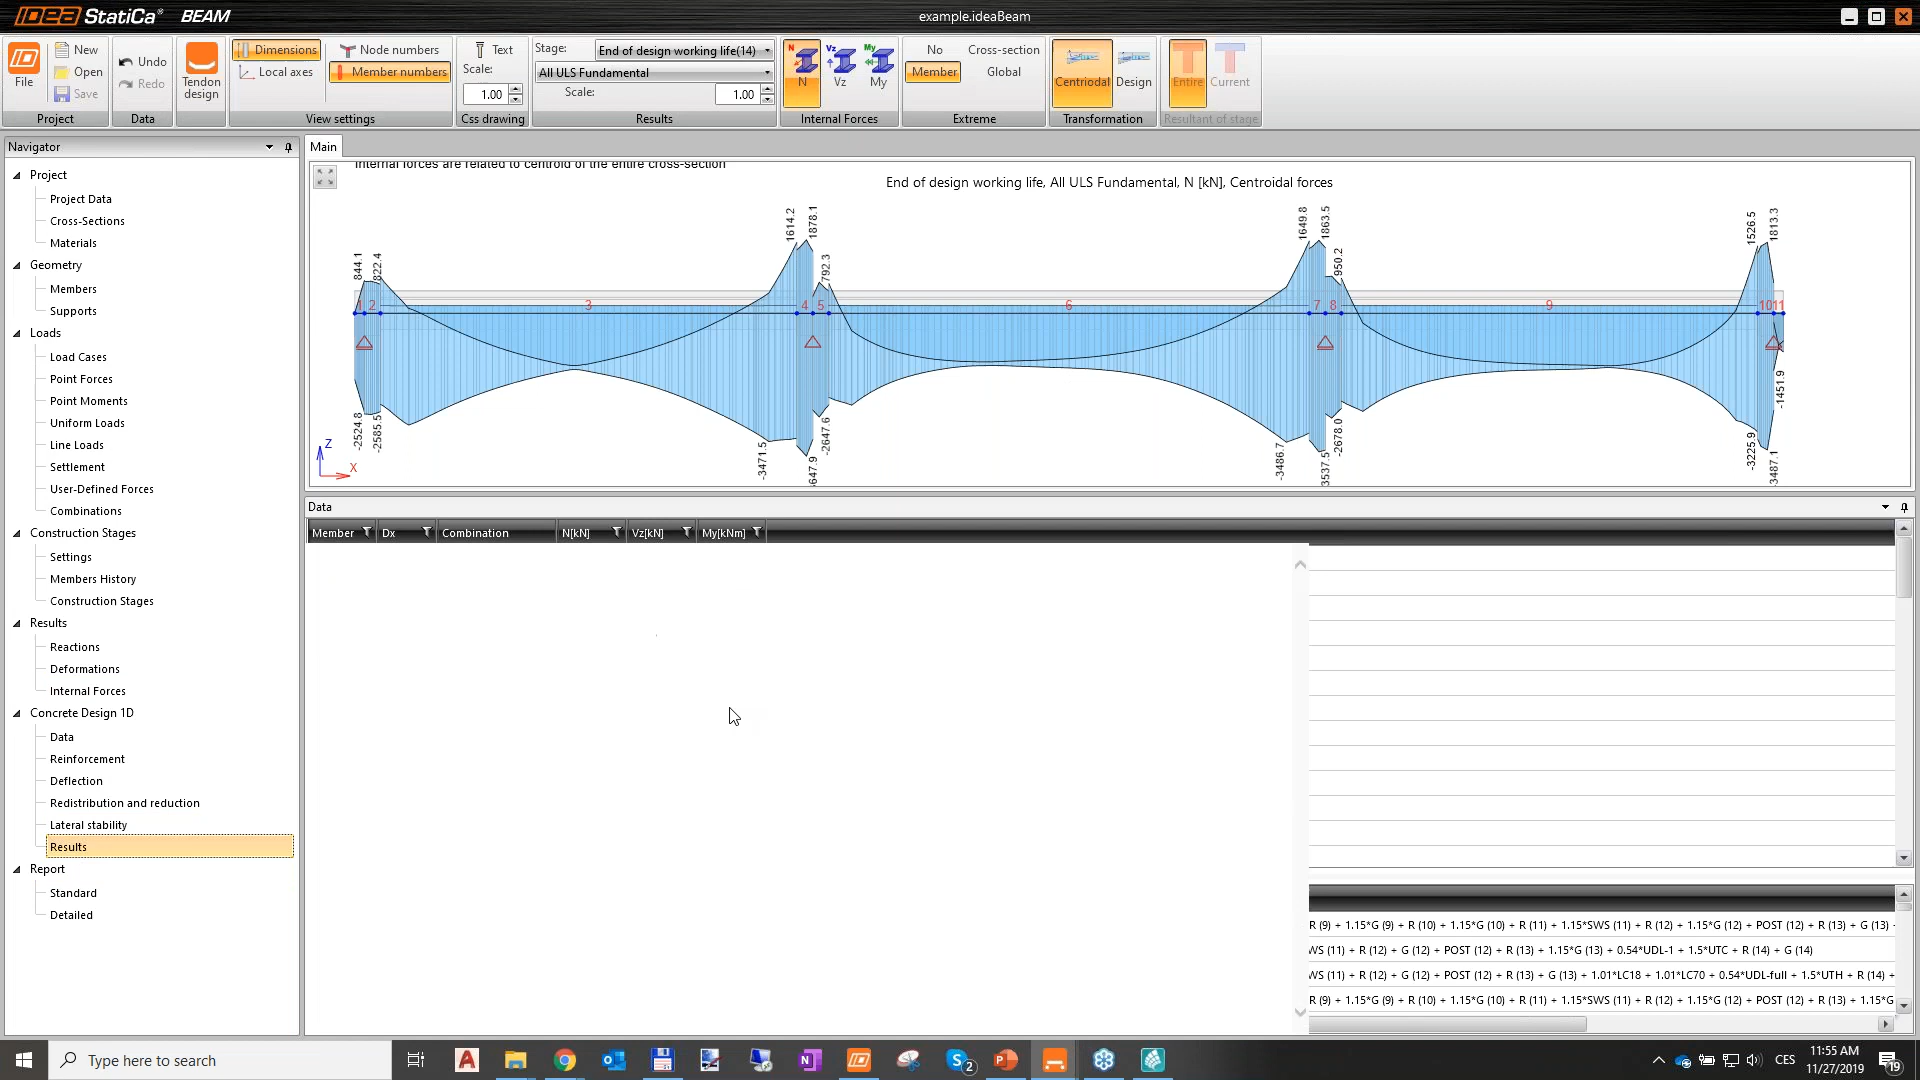 IDEA StatiCa® BEAM
example.ideaBeam
File
New
Open
Save
Project
Undo
Redo
Data
Tendon design
Dimensions
Local axes
Node numbers
Member numbers
View settings
Text
Scale:
1.00
Css drawing
Stage: End of design working life(14)
All ULS Fundamental
Scale: 1.00
Results
N
Vz
My
Internal Forces
No
Cross-section
Member
Global
Extreme
Centriodal
Design
Transformation
Entire
Current
Resultant of stage
Navigator
Project
Project Data
Cross-Sections
Materials
Geometry
Members
Supports
Loads
Load Cases
Point Forces
Point Moments
Uniform Loads
Line Loads
Settlement
User-Defined Forces
Combinations
Construction Stages
Settings
Members History
Construction Stages
Results
Reactions
Deformations
Internal Forces
Concrete Design 1D
Data
Reinforcement
Deflection
Redistribution and reduction
Lateral stability
Results
Report
Standard
Detailed
Main
Internal forces are related to centroid of the entire cross-section
End of design working life, All ULS Fundamental, N [kN], Centroidal forces
844.1 822.4 1614.2 1878.1 792.3 1649.8 1863.5 950.2 1526.5 1813.3
1 2 3 4 5 6 7 8 9 10 11
-2524.8 -2585.5 -3471.5 647.9 -2647.6 -3486.7 3537.5 -2678.0 -3225.9 3487.1 -1451.9
Z
X
Data
Member Dx Combination N[kN] Vz[kN] My[kNm]
R (9) + 1.15*G (9) + R (10) + 1.15*G (10) + R (11) + 1.15*SWS (11) + R (12) + 1.15*G (12) + POST (12) + R (13) + G (13) -
WS (11) + R (12) + G (12) + POST (12) + R (13) + 1.15*G (13) + 0.54*UDL-1 + 1.5*UTC + R (14) + G (14)
WS (11) + R (12) + G (12) + POST (12) + R (13) + G (13) + 1.01*LC18 + 1.01*LC70 + 0.54*UDL-full + 1.5*UTH + R (14) +
R (9) + 1.15*G (9) + R (10) + 1.15*G (10) + R (11) + 1.15*SWS (11) + R (12) + 1.15*G (12) + POST (12) + R (13) + 1.15*G
Type here to search
2
CES
11:55 AM
11/27/2019
19